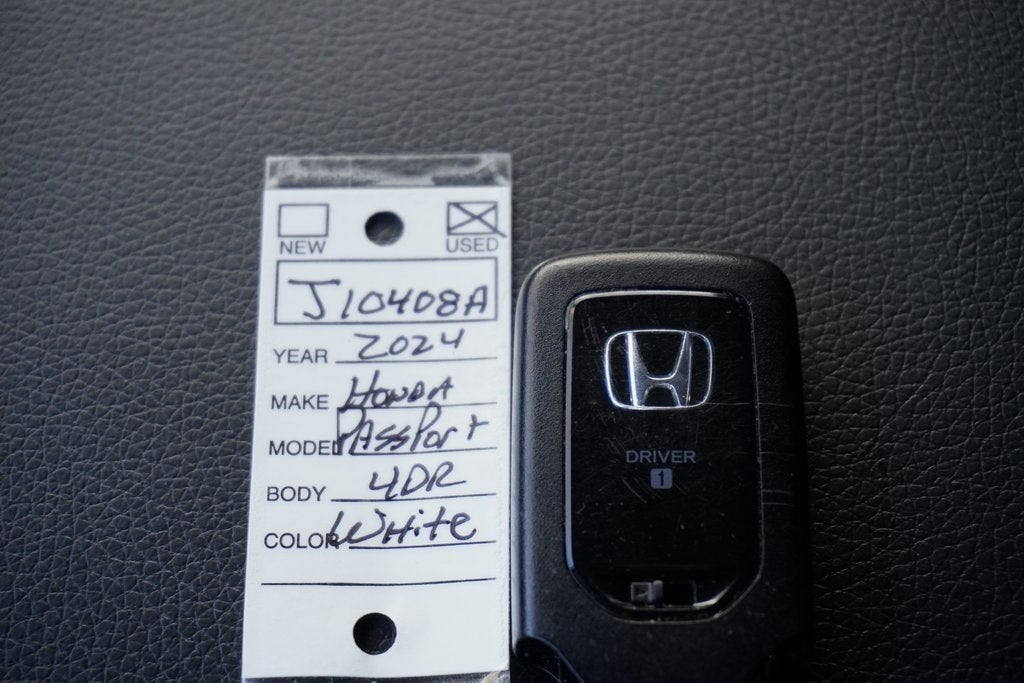 NEW USED
J10408A
YEAR 2024
MAKE HONDA
MODEL PASSPORT
BODY 4DR
COLOR WHITE
DRIVER
1